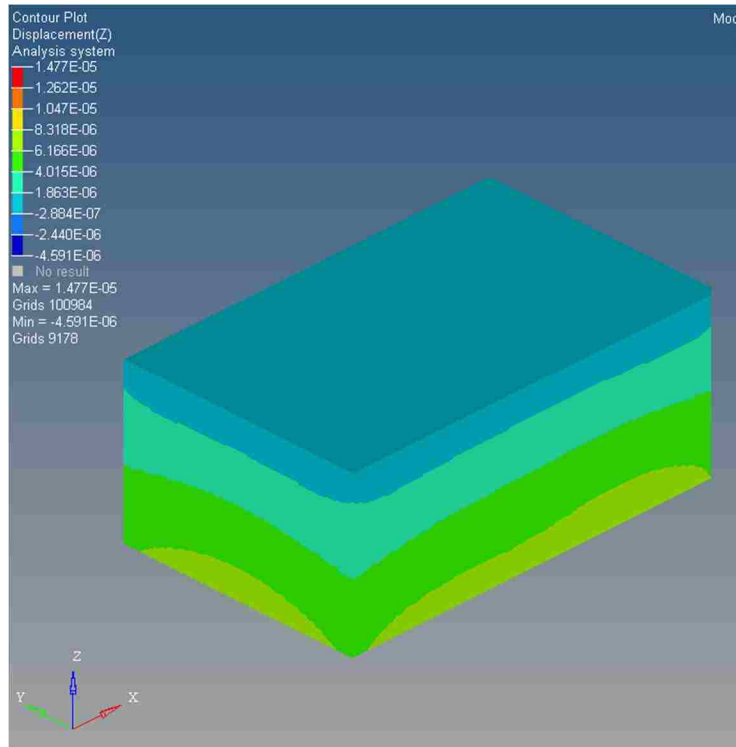 Contour Plot
Displacement(Z)
Analysis system
1.477E-05
1.262E-05
1.047E-05
8.318E-06
6.166E-06
4.015E-06
1.863E-06
-2.884E-07
-2.440E-06
-4.591E-06
No result
Max = 1.477E-05
Grids 100984
Min = -4.591E-06
Grids 9178
Moc
Z
Y
X